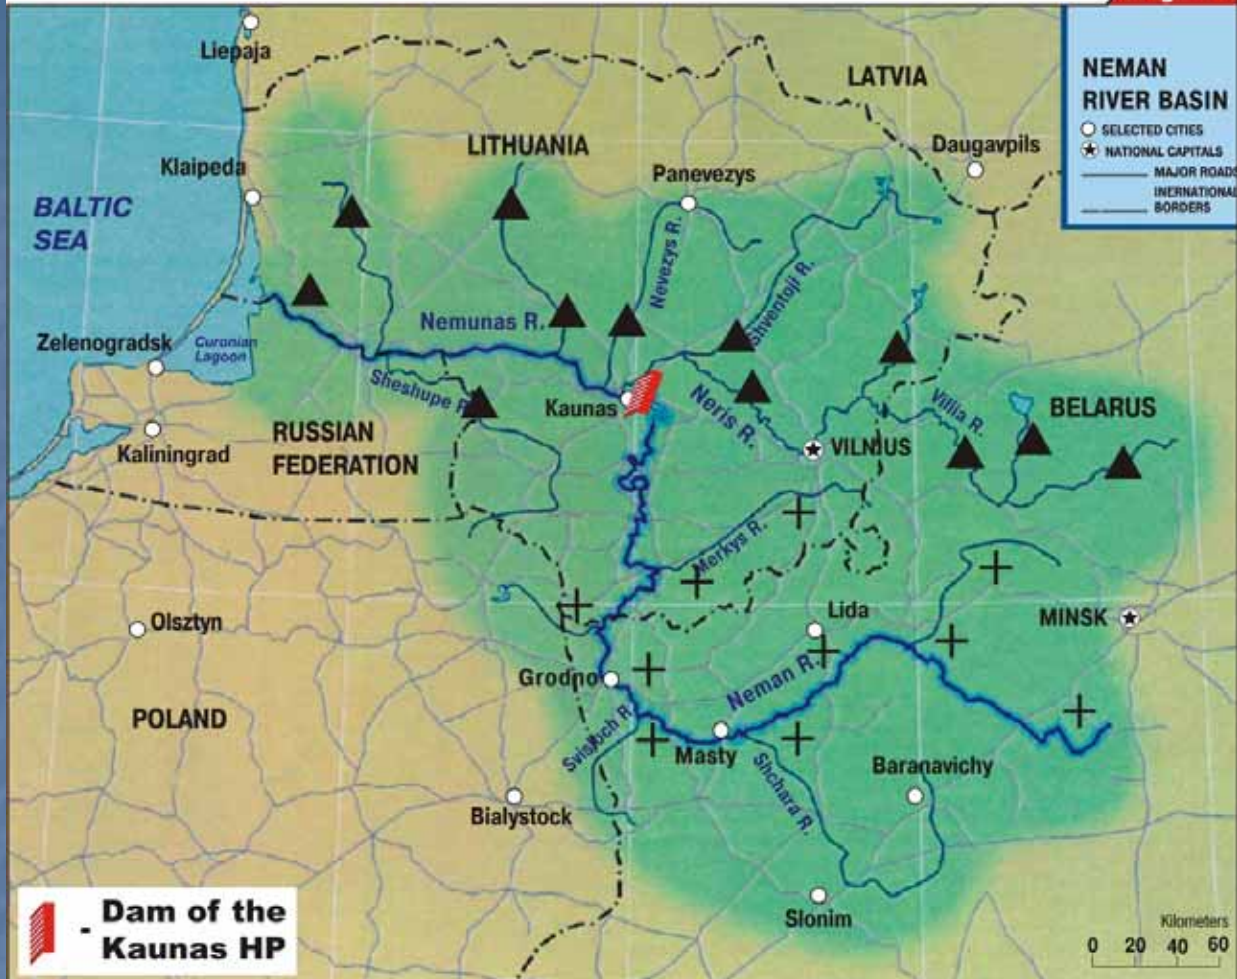 Liepaja
LATVIA
NEMAN
RIVER BASIN
SELECTED CITIES
NATIONAL CAPITALS
MAJOR ROADS
INERNATIONAL
BORDERS
LITHUANIA
Daugavpils
Klaipeda
Panevezys
BALTIC
SEA
Nevezys R.
Shventoji R.
Nemunas R.
Zelenogradsk
Curonian
Lagoon
Sheshupe R
Kaunas
Neris R.
Villia R.
BELARUS
RUSSIAN
FEDERATION
Kaliningrad
VILNIUS
Merkys R.
Olsztyn
Lida
MINSK
Grodno
Neman R.
POLAND
Svisloch R.
Masty
Shchara R.
Baranavichy
Bialystock
Slonim
Dam of the
- Kaunas HP
Kilometers
0 20 40 60